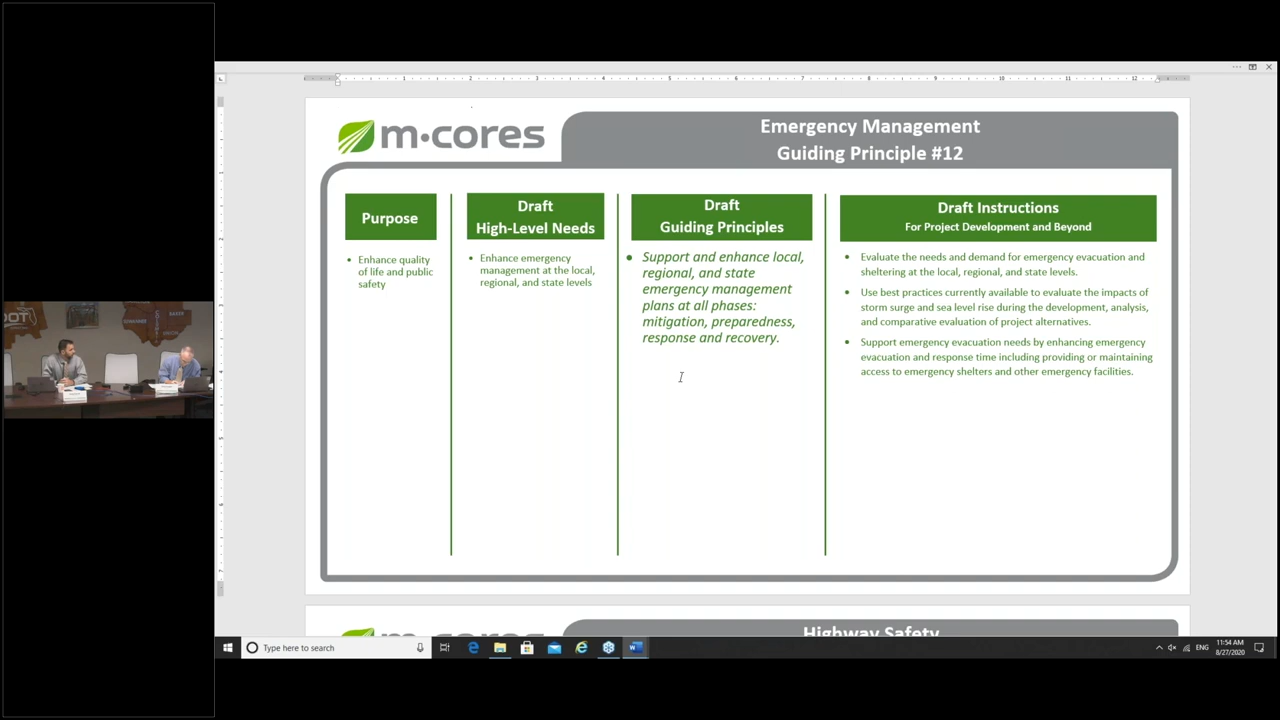 m·cores
Emergency Management
Guiding Principle #12
Purpose
• Enhance quality
of life and public
safety
Draft
High-Level Needs
• Enhance emergency
management at the local,
regional, and state levels
Draft
Guiding Principles
• Support and enhance local,
regional, and state
emergency management
plans at all phases:
mitigation, preparedness,
response and recovery.
Draft Instructions
For Project Development and Beyond
• Evaluate the needs and demand for emergency evacuation and
sheltering at the local, regional, and state levels.
• Use best practices currently available to evaluate the impacts of
storm surge and sea level rise during the development, analysis,
and comparative evaluation of project alternatives.
• Support emergency evacuation needs by enhancing emergency
evacuation and response time including providing or maintaining
access to emergency shelters and other emergency facilities.
m·cores
Highway Safety
Type here to search
ENG
11:54 AM
8/27/2020